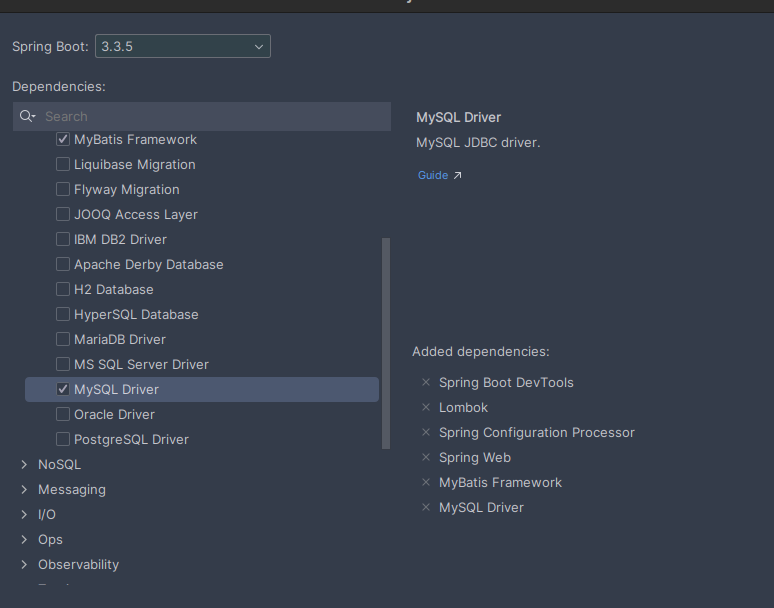 Spring Boot: 3.3.5
Dependencies:
Search
MyBatis Framework
Liquibase Migration
Flyway Migration
JOOQ Access Layer
IBM DB2 Driver
Apache Derby Database
H2 Database
HyperSQL Database
MariaDB Driver
MS SQL Server Driver
MySQL Driver
Oracle Driver
PostgreSQL Driver
NoSQL
Messaging
I/O
Ops
Observability
MySQL Driver
MySQL JDBC driver.
Guide
Added dependencies:
Spring Boot DevTools
Lombok
Spring Configuration Processor
Spring Web
MyBatis Framework
MySQL Driver